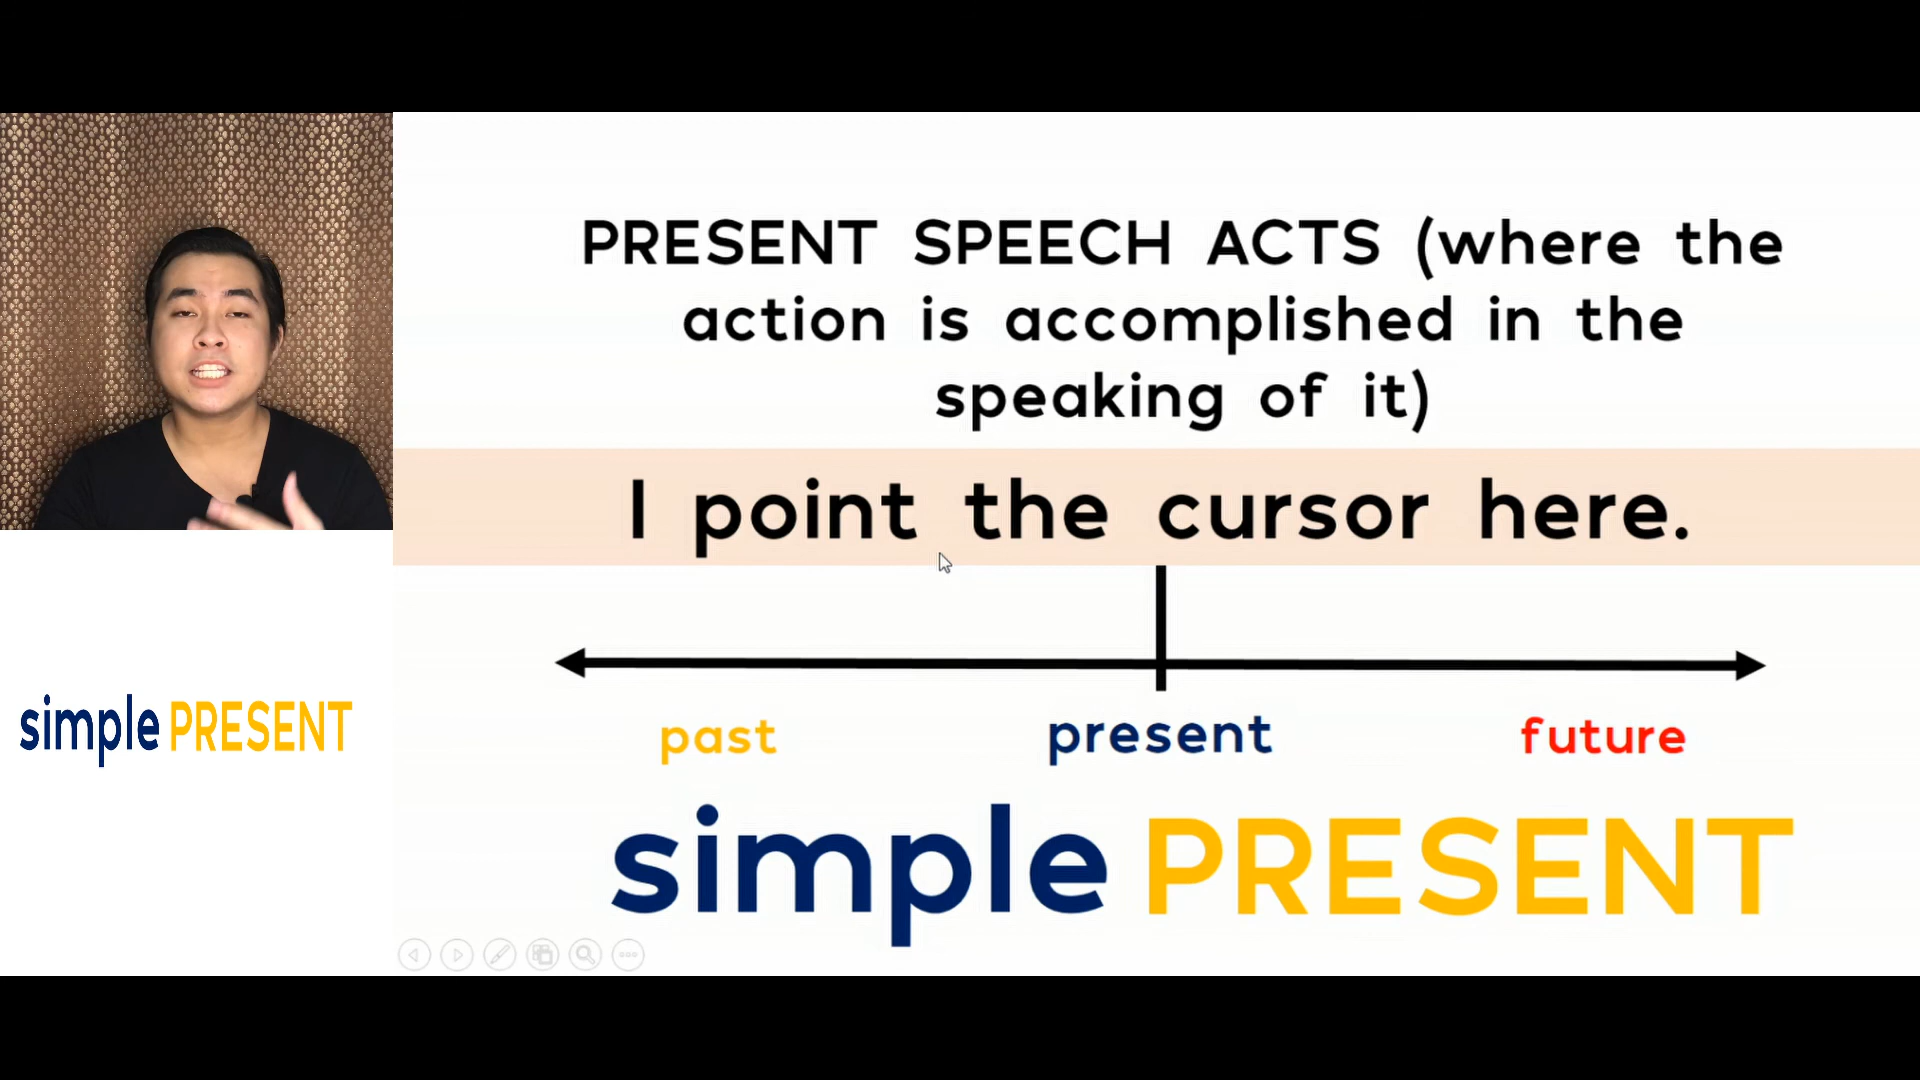 PRESENT SPEECH ACTS (where the
action is accomplished in the
speaking of it)
I point the cursor here.
past present future
simple PRESENT
simple PRESENT